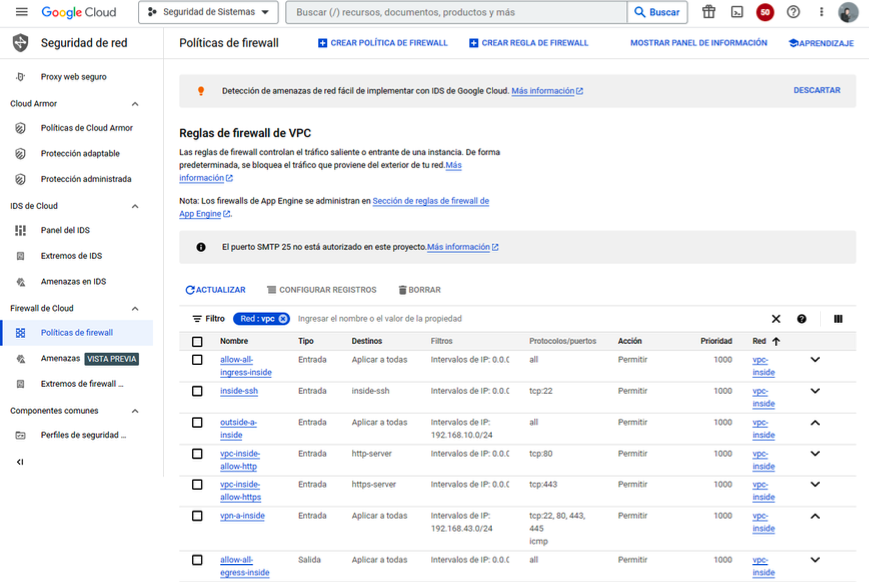 Google Cloud
Seguridad de Sistemas
Buscar (/) recursos, documentos, productos y más
Buscar
50
Seguridad de red
Políticas de firewall
CREAR POLÍTICA DE FIREWALL
CREAR REGLA DE FIREWALL
MOSTRAR PANEL DE INFORMACIÓN
APRENDIZAJE
Proxy web seguro
Cloud Armor
Políticas de Cloud Armor
Protección adaptable
Protección administrada
IDS de Cloud
Panel del IDS
Extremos de IDS
Amenazas en IDS
Firewall de Cloud
Políticas de firewall
Amenazas VISTA PREVIA
Extremos de firewall ...
Componentes comunes
Perfiles de seguridad ...
Detección de amenazas de red fácil de implementar con IDS de Google Cloud. Más información
DESCARTAR
Reglas de firewall de VPC
Las reglas de firewall controlan el tráfico saliente o entrante de una instancia. De forma
predeterminada, se bloquea el tráfico que proviene del exterior de tu red.Más
información
Nota: Los firewalls de App Engine se administran en Sección de reglas de firewall de
App Engine.
El puerto SMTP 25 no está autorizado en este proyecto.Más información
ACTUALIZAR CONFIGURAR REGISTROS BORRAR
Filtro Red : vpc Ingresar el nombre o el valor de la propiedad
Nombre Tipo Destinos Filtros Protocolos/puertos Acción Prioridad Red
allow-all- Entrada Aplicar a todas Intervalos de IP: 0.0.0 all Permitir 1000 vpc-
ingress-inside inside
inside-ssh Entrada inside-ssh Intervalos de IP: 0.0.0 tcp:22 Permitir 1000 vpc-
inside
outside-a- Entrada Aplicar a todas Intervalos de IP: all Permitir 1000 vpc-
inside 192.168.10.0/24 inside
vpc-inside- Entrada http-server Intervalos de IP: 0.0.0 tcp:80 Permitir 1000 vpc-
allow-http inside
vpc-inside- Entrada https-server Intervalos de IP: 0.0.0 tcp:443 Permitir 1000 vpc-
allow-https inside
vpn-a-inside Entrada Aplicar a todas Intervalos de IP: tcp:22, 80, 443, Permitir 1000 vpc-
192.168.43.0/24 445 inside
icmp
allow-all- Salida Aplicar a todas Intervalos de IP: 0.0.0 all Permitir 1000 vpc-
egress-inside inside